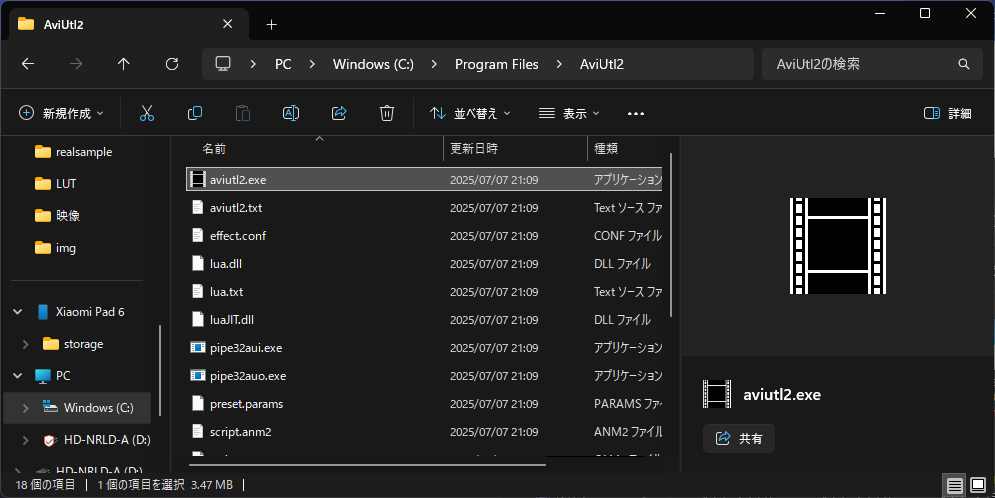 AviUtl2
PC > Windows (C:) > Program Files > AviUtl2
AviUtl2の検索
新規作成
並べ替え
表示
詳細
realsample
LUT
映像
img
Xiaomi Pad 6
storage
PC
Windows (C:)
HD-NRLD-A (D:)
HD-NRLD-A (D:)
名前 更新日時 種類
aviutl2.exe 2025/07/07 21:09 アプリケーション
aviutl2.txt 2025/07/07 21:09 Text ソース ファ
effect.conf 2025/07/07 21:09 CONF ファイル
lua.dll 2025/07/07 21:09 DLL ファイル
lua.txt 2025/07/07 21:09 Text ソース ファ
luaJIT.dll 2025/07/07 21:09 DLL ファイル
pipe32aui.exe 2025/07/07 21:09 アプリケーション
pipe32auo.exe 2025/07/07 21:09 アプリケーション
preset.params 2025/07/07 21:09 PARAMS ファ
script.anm2 2025/07/07 21:09 ANM2 ファイル
aviutl2.exe
共有
18 個の項目 | 1 個の項目を選択 3.47 MB |